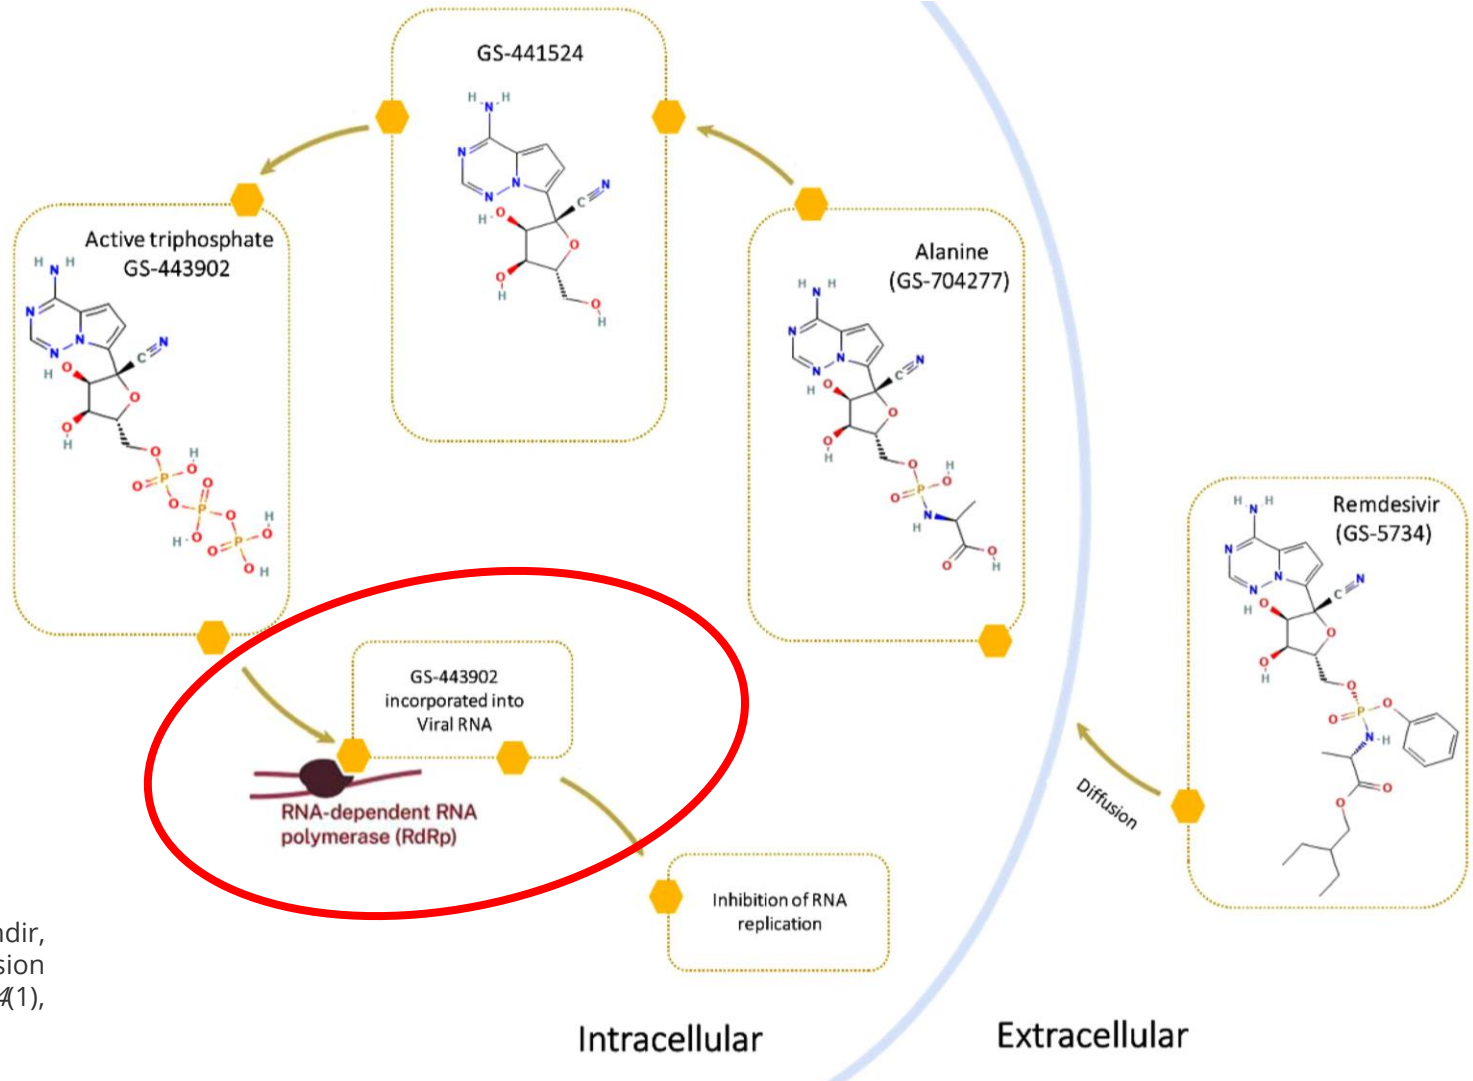 GS-441524
Active triphosphate
GS-443902
Alanine
(GS-704277)
Remdesivir
(GS-5734)
Diffusion
GS-443902
incorporated into
Viral RNA
RNA-dependent RNA
polymerase (RdRp)
Inhibition of RNA
replication
ndir,
sion
4(1),
Intracellular
Extracellular